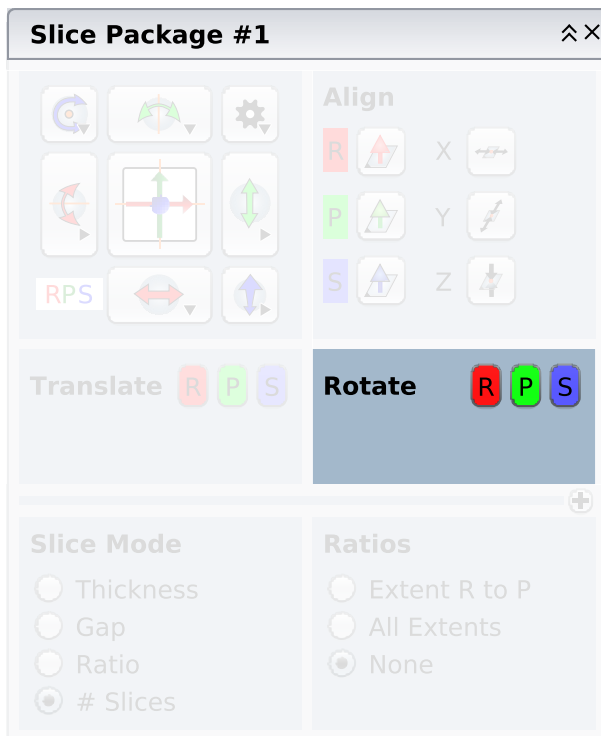 Slice Package #1
Align
R X
P Y
S Z
RPS
Translate R P S
Rotate R P S
Slice Mode
Thickness
Gap
Ratio
# Slices
Ratios
Extent R to P
All Extents
None